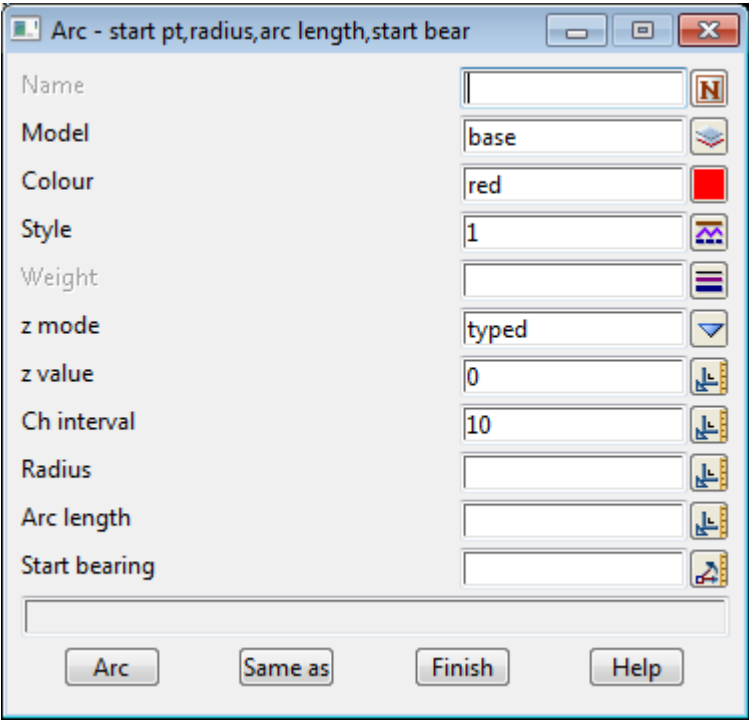 Arc - start pt,radius,arc length,start bear
Name N
Model base
Colour red
Style 1
Weight
z mode typed
z value 0
Ch interval 10
Radius
Arc length
Start bearing
Arc Same as Finish Help